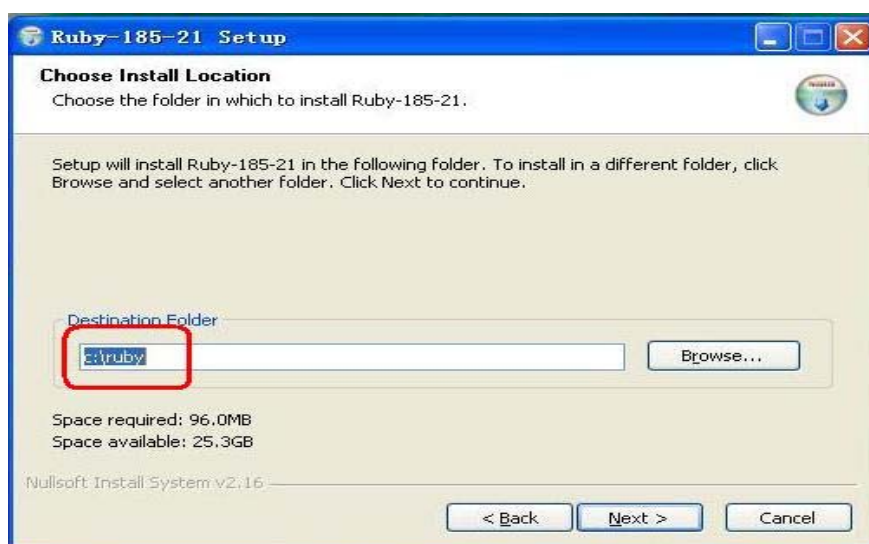 Ruby-185-21 Setup
Choose Install Location
Choose the folder in which to install Ruby-185-21.
Setup will install Ruby-185-21 in the following folder. To install in a different folder, click
Browse and select another folder. Click Next to continue.
Destination Folder
c:\ruby
Browse...
Space required: 96.0MB
Space available: 25.3GB
Nullsoft Install System v2.16
< Back
Next >
Cancel